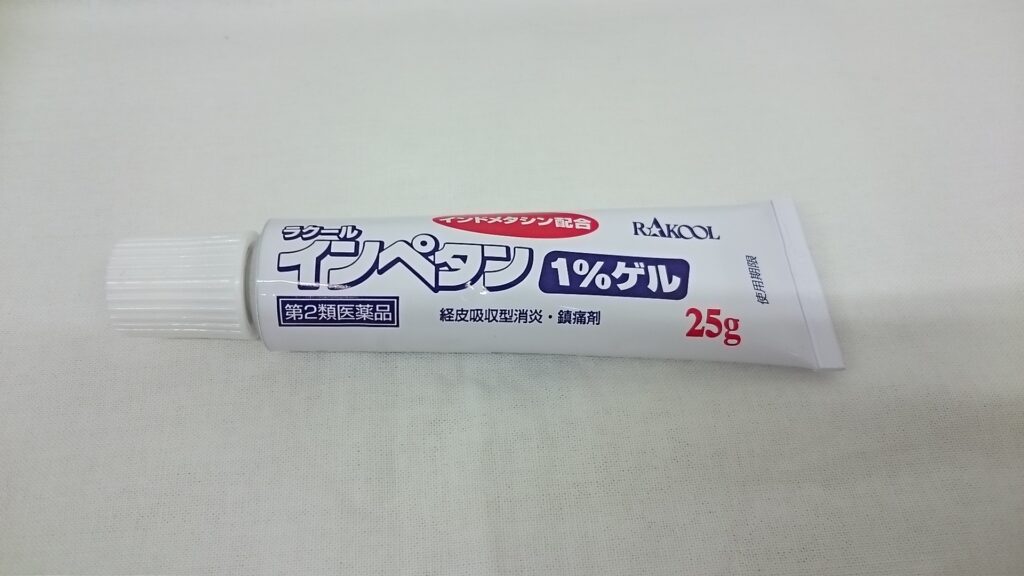 インドメタシン配合
ラクール
インペタン 1%ゲル
RAKOOL
第2類医薬品
経皮吸収型消炎・鎮痛剤
25g
使用期限